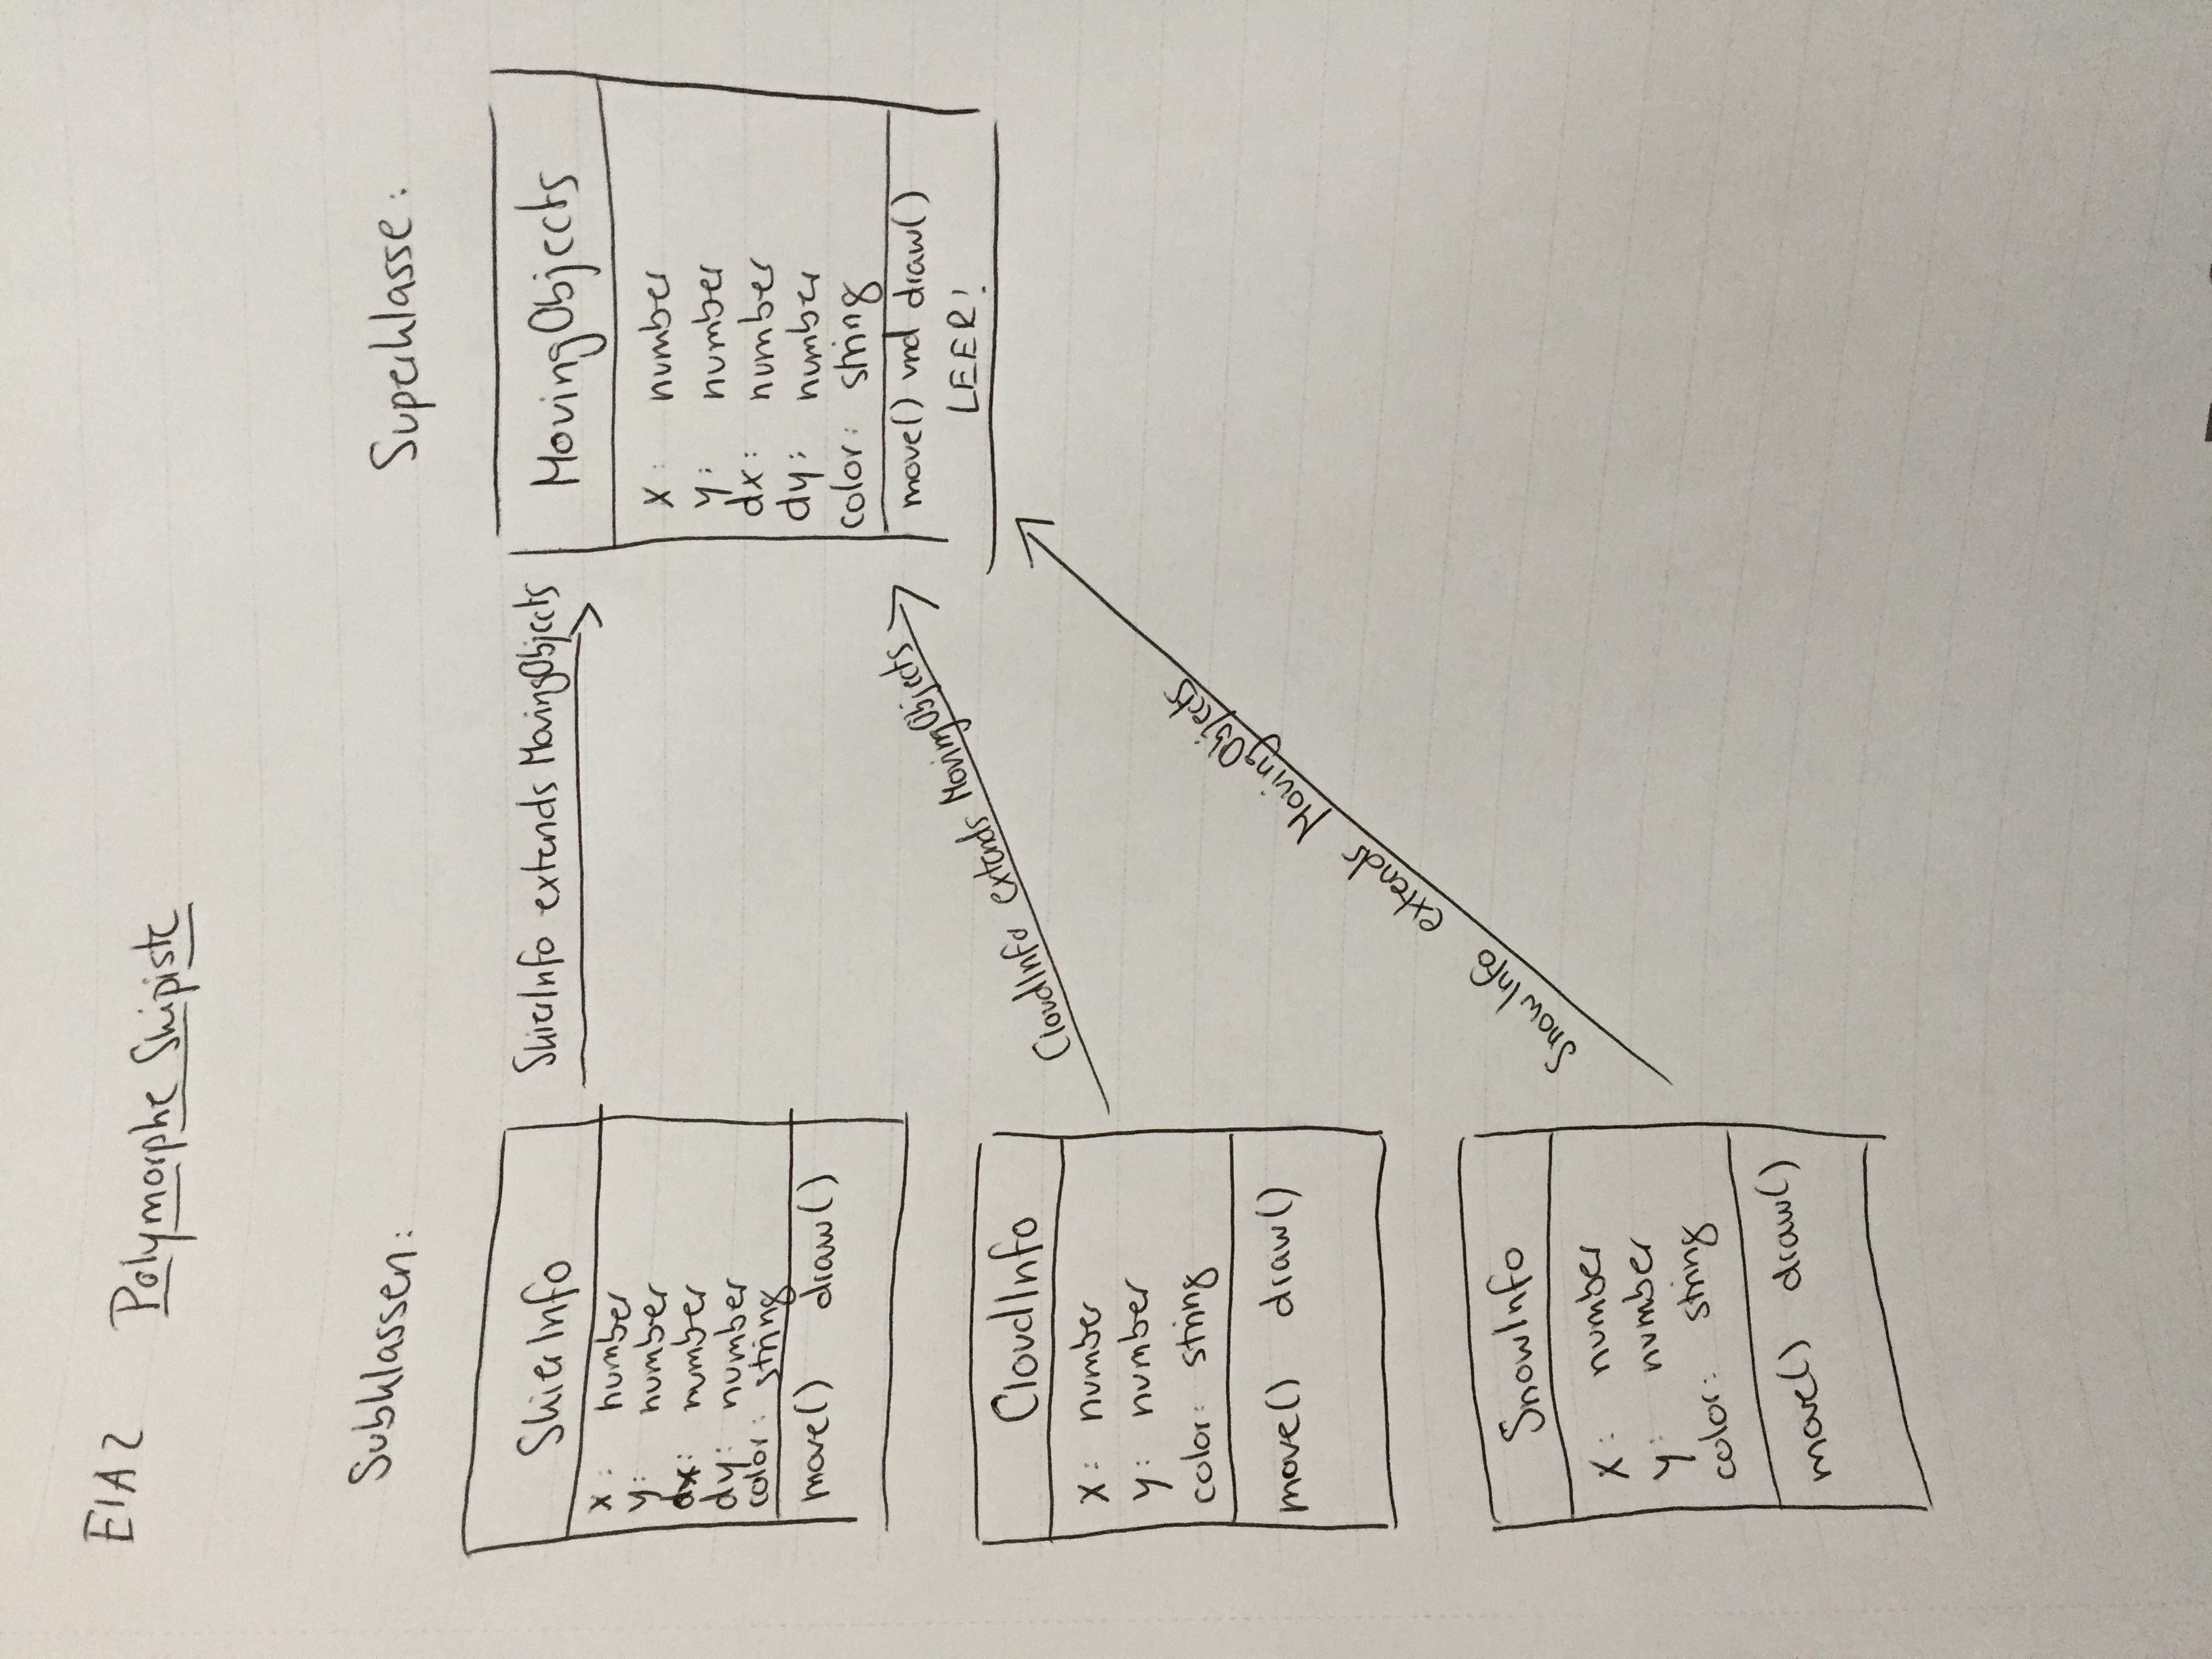 EIA2
Polymorphe Skipiste
Subklassen:
Superklasse:
SkierInfo
x: number
y: number
dx: number
dy: number
color: string
move() draw()
SkierInfo extends MovingObjects
MovingObjects
x: number
y: number
dx: number
dy: number
color: string
move() und draw()
LEER!
CloudInfo
x: number
y: number
color: string
move() draw()
CloudInfo extends MovingObjects
SnowInfo
x: number
y: number
color: string
move() draw()
SnowInfo extends MovingObjects